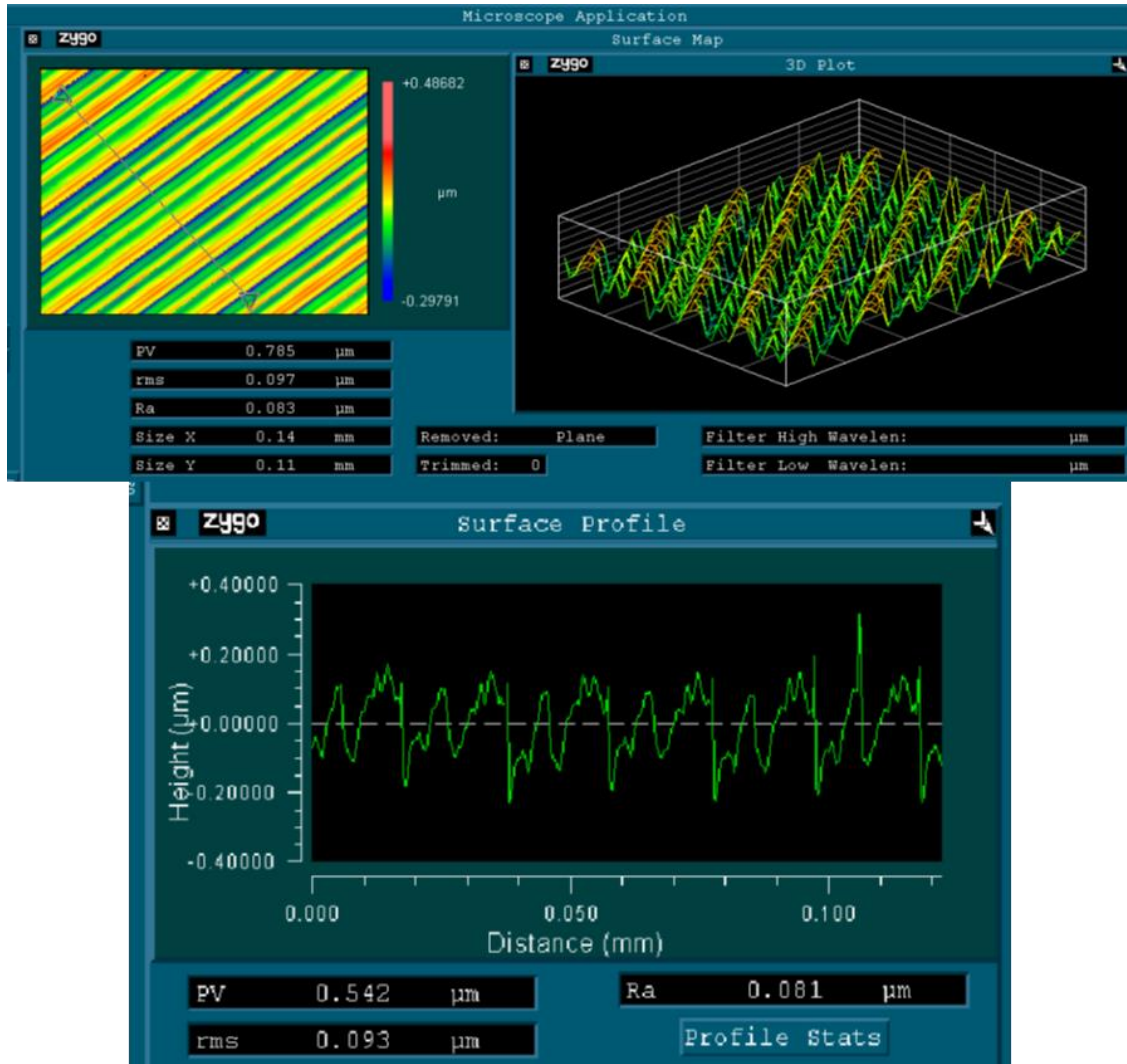 Microscope Application
zygo Surface Map
zygo 3D Plot
+0.48682
µm
-0.29791
PV 0.785 µm
rms 0.097 µm
Ra 0.083 µm
Size X 0.14 mm Removed: Plane Filter High Wavelen: µm
Size Y 0.11 mm Trimmed: 0 Filter Low Wavelen: µm
zygo Surface Profile
+0.40000
+0.20000
+0.00000
-0.20000
-0.40000
Height (µm)
0.000 0.050 0.100
Distance (mm)
PV 0.542 µm Ra 0.081 µm
rms 0.093 µm Profile Stats